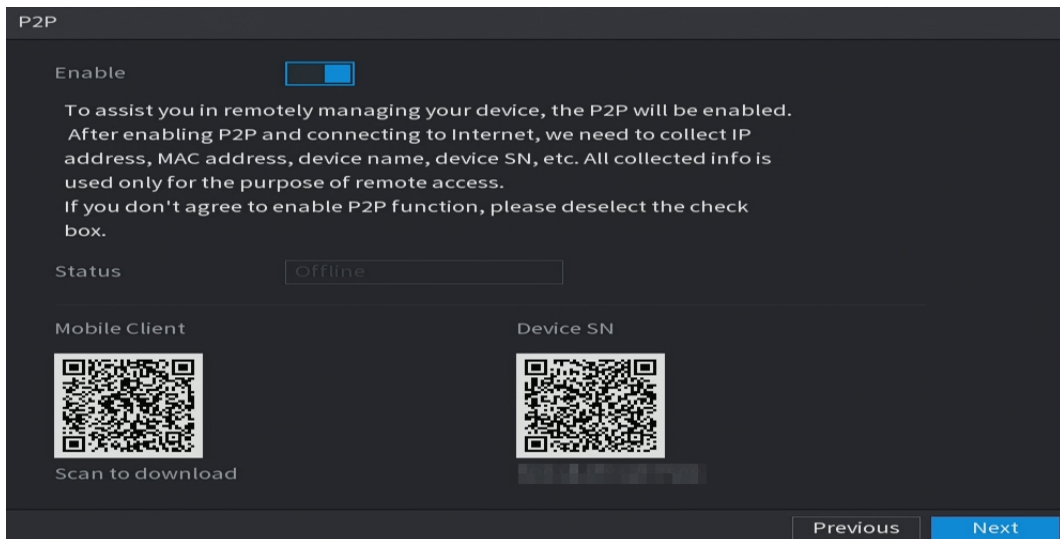 P2P
Enable
To assist you in remotely managing your device, the P2P will be enabled.
After enabling P2P and connecting to Internet, we need to collect IP
address, MAC address, device name, device SN, etc. All collected info is
used only for the purpose of remote access.
If you don't agree to enable P2P function, please deselect the check
box.
Status
Offline
Mobile Client
Device SN
Scan to download
Previous
Next